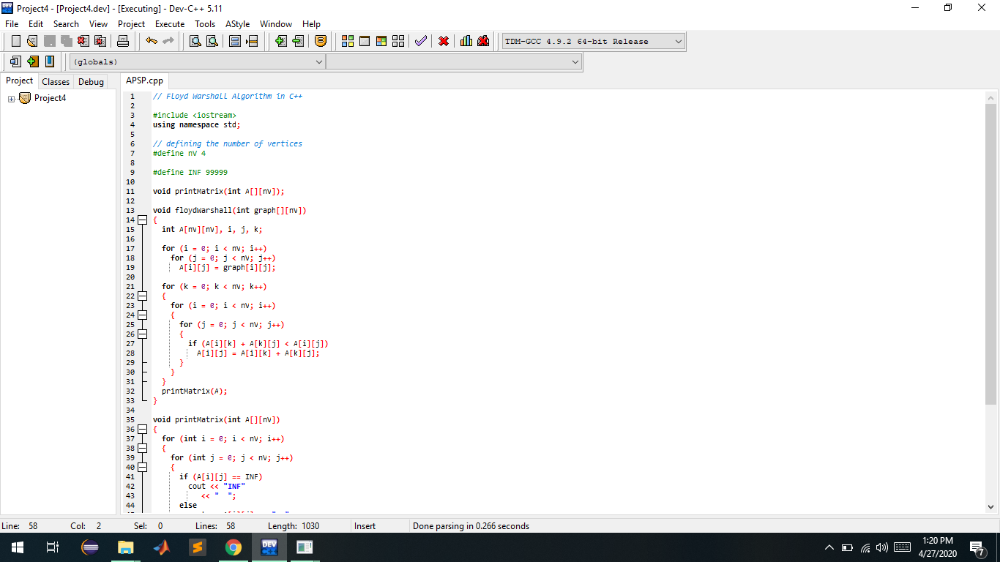 Project4 - [Project4.dev] - [Executing] - Dev-C++ 5.11
File Edit Search View Project Execute Tools AStyle Window Help
TDM-GCC 4.9.2 64-bit Release
(globals)
Project Classes Debug
APSP.cpp
Project4
1 // Floyd Warshall Algorithm in C++
2
3 #include <iostream>
4 using namespace std;
5
6 // defining the number of vertices
7 #define nV 4
8
9 #define INF 99999
10
11 void printMatrix(int A[][nV]);
12
13 void floydWarshall(int graph[][nV])
14 {
15 int A[nV][nV], i, j, k;
16
17 for (i = 0; i < nV; i++)
18 for (j = 0; j < nV; j++)
19 A[i][j] = graph[i][j];
20
21 for (k = 0; k < nV; k++)
22 {
23 for (i = 0; i < nV; i++)
24 {
25 for (j = 0; j < nV; j++)
26 {
27 if (A[i][k] + A[k][j] < A[i][j])
28 A[i][j] = A[i][k] + A[k][j];
29 }
30 }
31 }
32 printMatrix(A);
33 }
34
35 void printMatrix(int A[][nV])
36 {
37 for (int i = 0; i < nV; i++)
38 {
39 for (int j = 0; j < nV; j++)
40 {
41 if (A[i][j] == INF)
42 cout << "INF"
43 << "  ";
44 else
Line: 58 Col: 2 Sel: 0 Lines: 58 Length: 1030 Insert Done parsing in 0.266 seconds
DEV
1:20 PM
4/27/2020
7